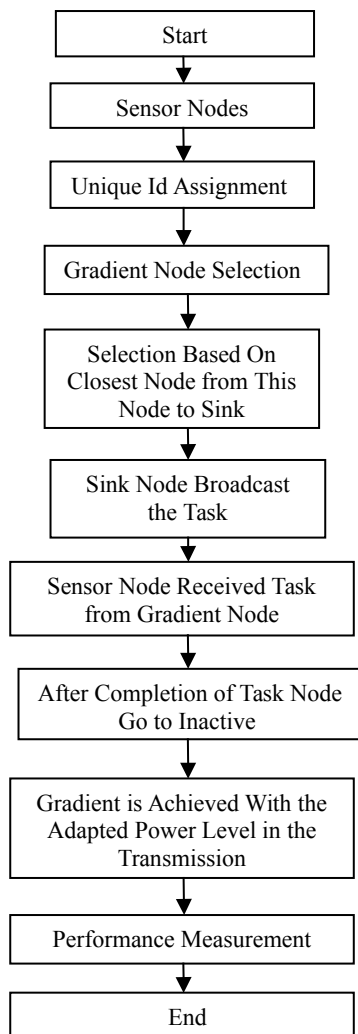 Start
Sensor Nodes
Unique Id Assignment
Gradient Node Selection
Selection Based On
Closest Node from This
Node to Sink
Sink Node Broadcast
the Task
Sensor Node Received Task
from Gradient Node
After Completion of Task Node
Go to Inactive
Gradient is Achieved With the
Adapted Power Level in the
Transmission
Performance Measurement
End